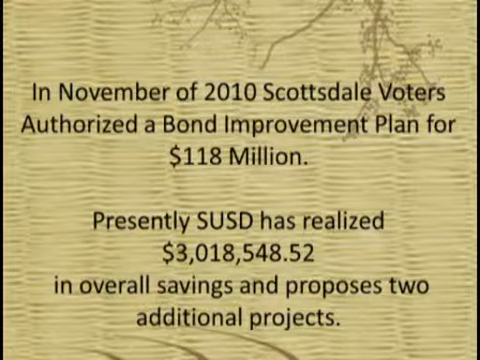 In November of 2010 Scottsdale Voters
Authorized a Bond Improvement Plan for
$118 Million.
Presently SUSD has realized
$3,018,548.52
in overall savings and proposes two
additional projects.